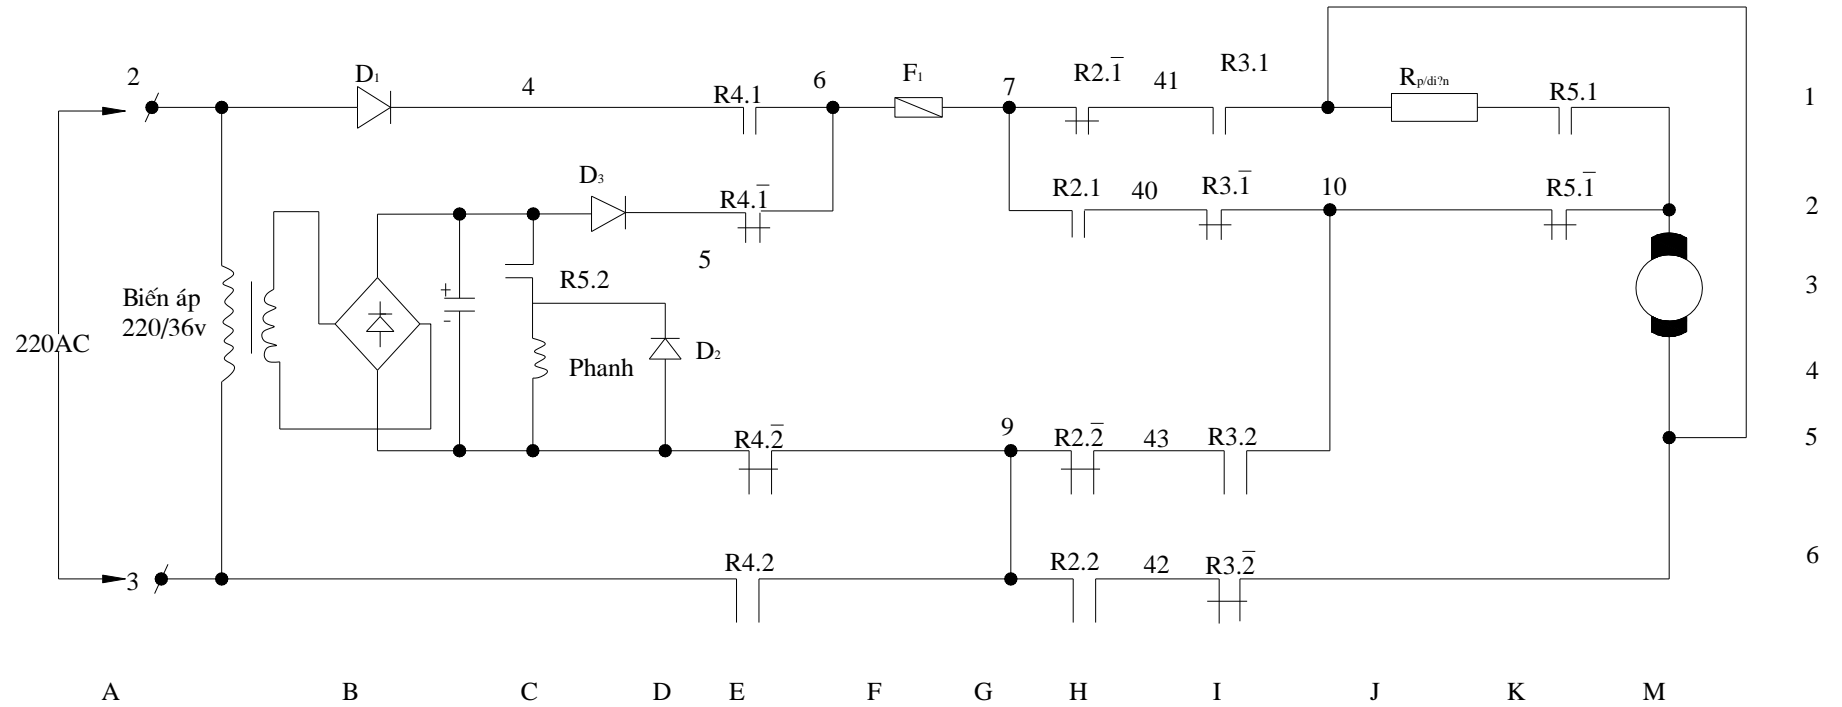 2
D₁
4
R4.1
6
F₁
7
R2.1̅
41
R3.1
Rp/di?n
R5.1
1
D₃
R4.1̅
R2.1
40
R3.1̅
10
R5.1̅
2
5
R5.2
Biến áp
220/36v
+
-
3
220AC
Phanh
D₂
4
R4.2̅
9
R2.2̅
43
R3.2
5
3
R4.2
R2.2
42
R3.2̅
6
A B C D E F G H I J K M